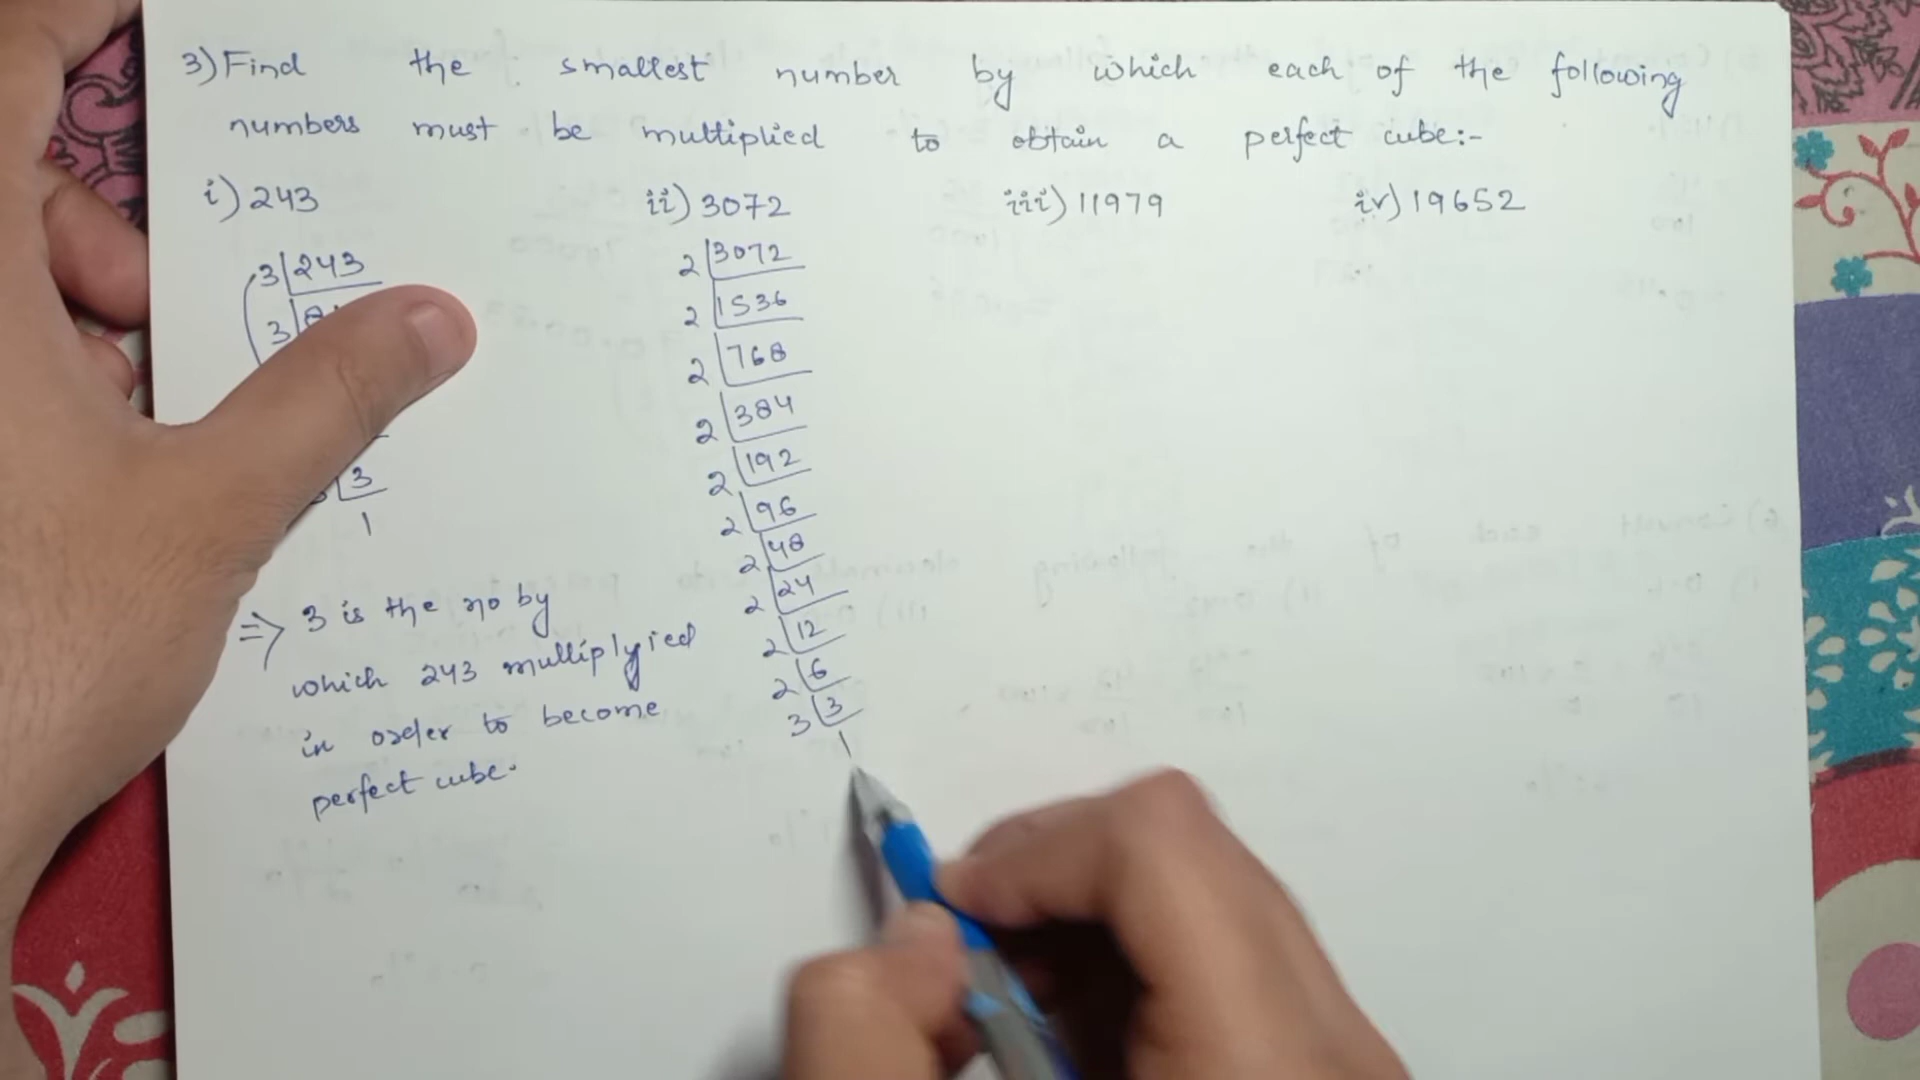 3) Find the smallest number by which each of the following
numbers must be multiplied to obtain a perfect cube:-
i) 243 ii) 3072 iii) 11979 iv) 19652
3 243
3
3
1
⇒ 3 is the no by
which 243 multiplyied
in order to become
perfect cube.
2 3072
2 1536
2 768
2 384
2 192
2 96
2 48
2 24
2 12
2 6
3 3
1